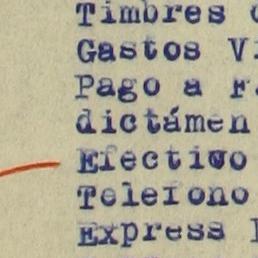 Timbres
Gastos V
Pago a
dictámen
Efectivo
Telefono
Express